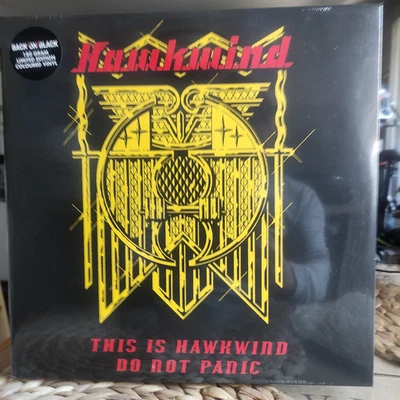 BACK ON BLACK
180 GRAM
LIMITED EDITION
COLOURED VINYL
Hawkwind
THIS IS HAWKWIND
DO NOT PANIC